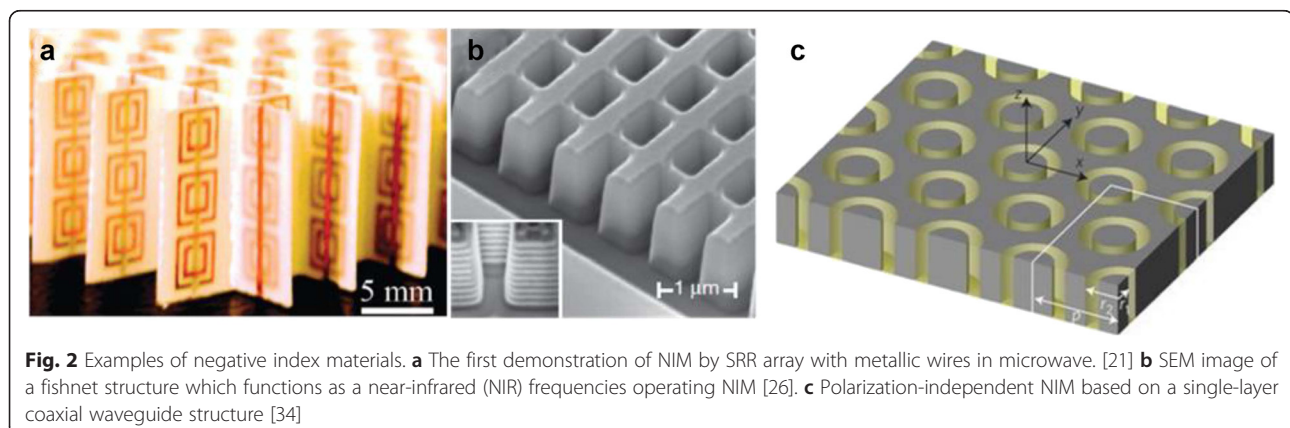 a
b
c
z
y
x
5 mm
1 µm
r2
p
Fig. 2 Examples of negative index materials. a The first demonstration of NIM by SRR array with metallic wires in microwave. [21] b SEM image of
a fishnet structure which functions as a near-infrared (NIR) frequencies operating NIM [26]. c Polarization-independent NIM based on a single-layer
coaxial waveguide structure [34]